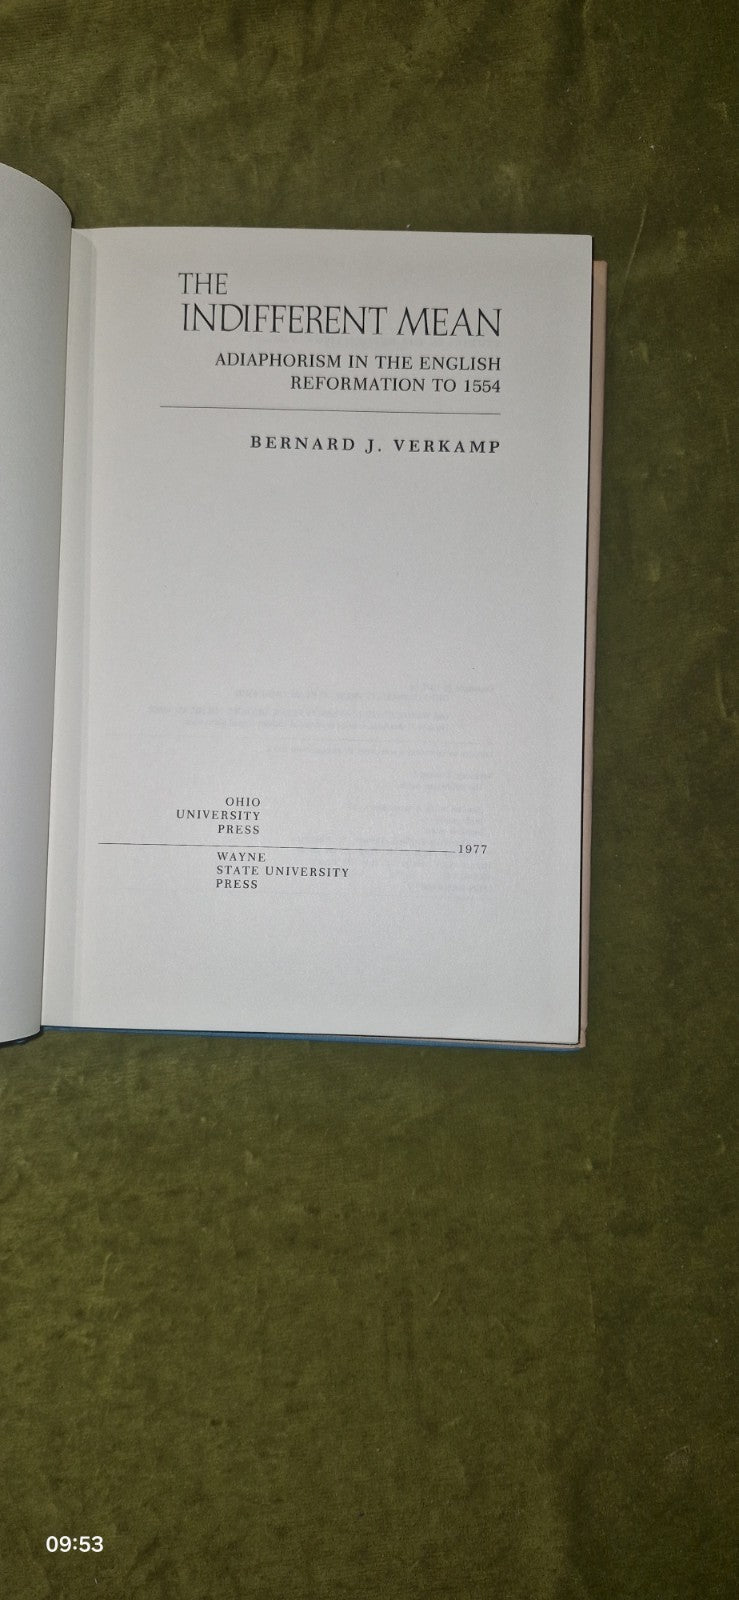 THE
INDIFFERENT MEAN
ADIAPHORISM IN THE ENGLISH
REFORMATION TO 1554
BERNARD J. VERKAMP
OHIO
UNIVERSITY
PRESS
1977
WAYNE
STATE UNIVERSITY
PRESS
09:53